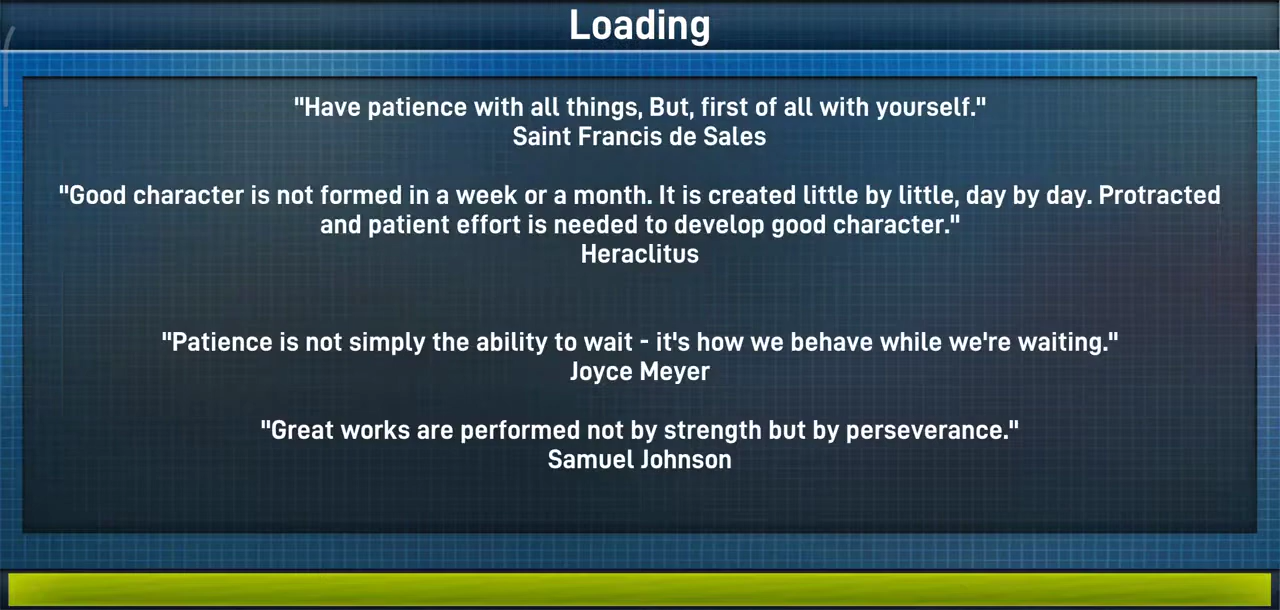 Loading
"Have patience with all things, But, first of all with yourself."
Saint Francis de Sales
"Good character is not formed in a week or a month. It is created little by little, day by day. Protracted
and patient effort is needed to develop good character."
Heraclitus
"Patience is not simply the ability to wait - it's how we behave while we're waiting."
Joyce Meyer
"Great works are performed not by strength but by perseverance."
Samuel Johnson